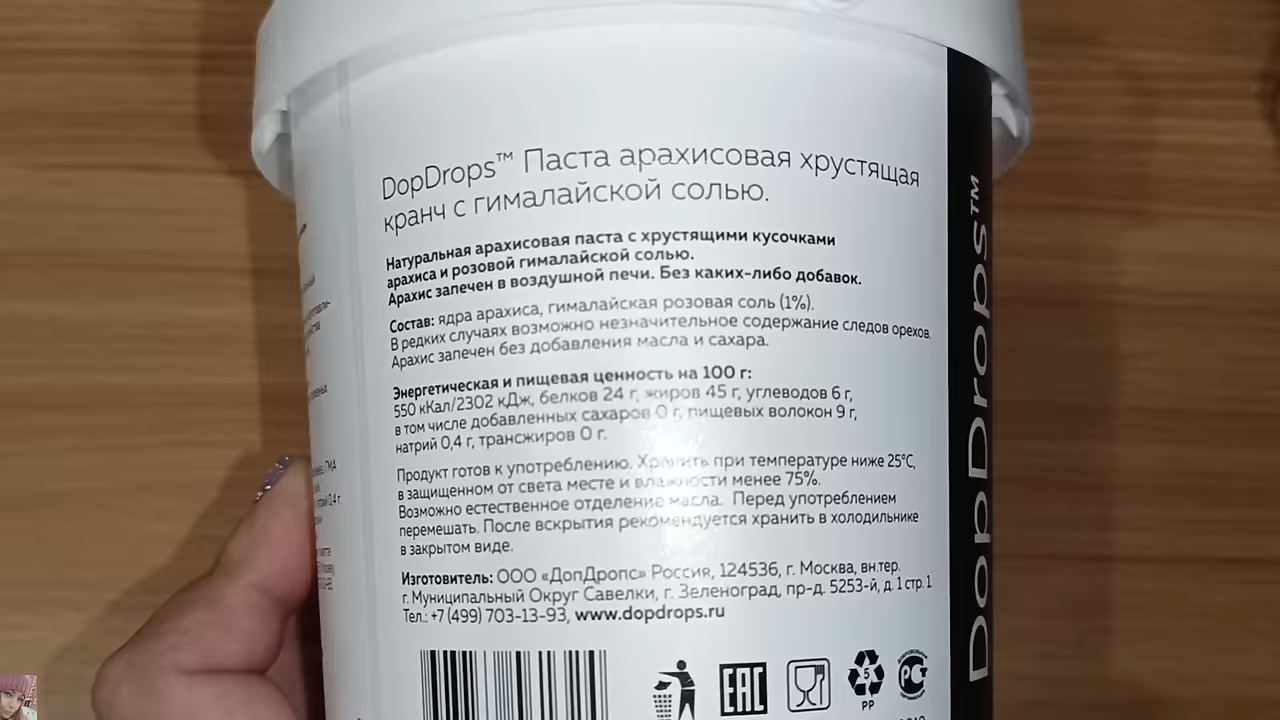 DopDrops™ Паста арахисовая хрустящая
кранч с гималайской солью.
Натуральная арахисовая паста с хрустящими кусочками
арахиса и розовой гималайской солью.
Арахис запечен в воздушной печи. Без каких-либо добавок.
Состав: ядра арахиса, гималайская розовая соль (1%).
В редких случаях возможно незначительное содержание следов орехов.
Арахис запечен без добавления масла и сахара.
Энергетическая и пищевая ценность на 100 г:
550 кКал/2302 кДж, белков 24 г, жиров 45 г, углеводов 6 г,
в том числе добавленных сахаров 0 г, пищевых волокон 9 г,
натрий 0,4 г, трансжиров 0 г.
Продукт готов к употреблению. Хранить при температуре ниже 25°С,
в защищенном от света месте и влажности менее 75%.
Возможно естественное отделение масла. Перед употреблением
перемешать. После вскрытия рекомендуется хранить в холодильнике
в закрытом виде.
Изготовитель: ООО «ДопДропс» Россия, 124536, г. Москва, вн.тер.
г. Муниципальный Округ Савелки, г. Зеленоград, пр-д. 5253-й, д. 1 стр. 1
Тел.: +7 (499) 703-13-93, www.dopdrops.ru
EAC
5
PP
РС
DopDrops™